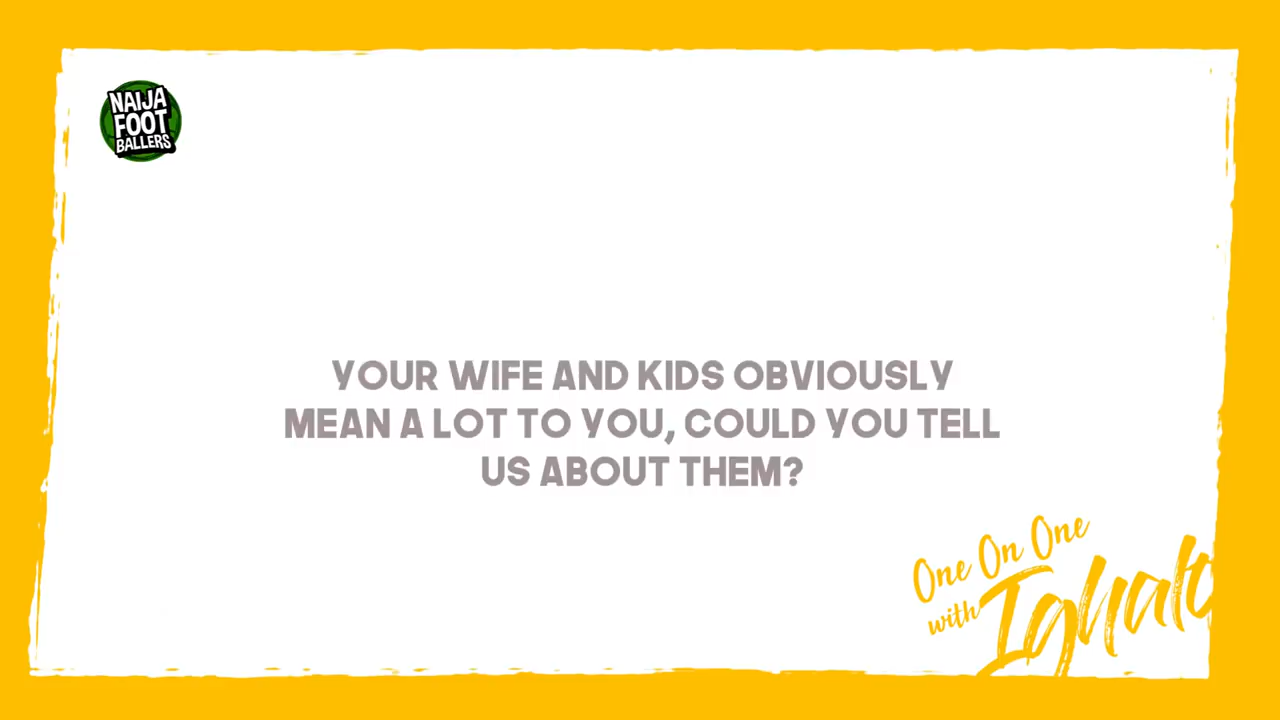 NAIJA
FOOT
BALLERS
YOUR WIFE AND KIDS OBVIOUSLY
MEAN A LOT TO YOU, COULD YOU TELL
US ABOUT THEM?
One On One
with Ighalo